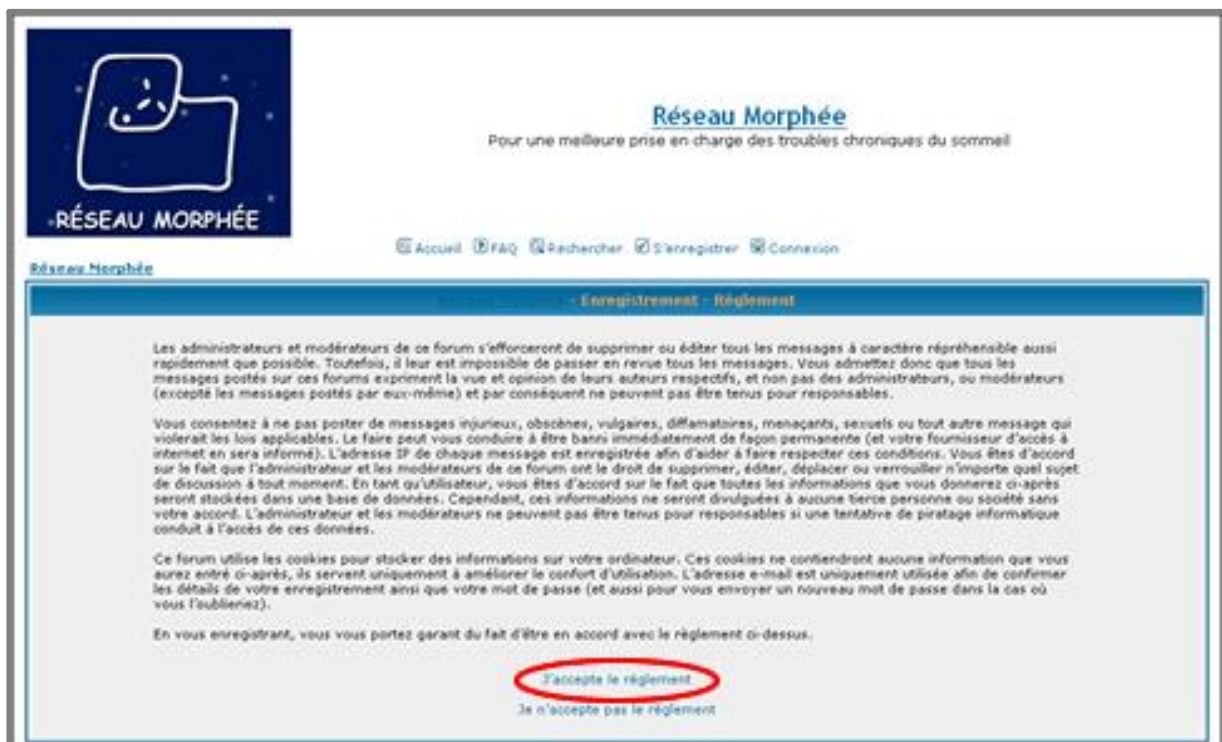 RÉSEAU MORPHÉE
Réseau Morphée
Pour une meilleure prise en charge des troubles chroniques du sommeil
Accueil FAQ Rechercher S'enregistrer Connexion
Réseau Morphée
- Enregistrement - Règlement
Les administrateurs et modérateurs de ce forum s'efforceront de supprimer ou éditer tous les messages à caractère répréhensible aussi
rapidement que possible. Toutefois, il leur est impossible de passer en revue tous les messages. Vous admettez donc que tous les
messages postés sur ces forums expriment la vue et opinion de leurs auteurs respectifs, et non pas des administrateurs, ou modérateurs
(excepté les messages postés par eux-même) et par conséquent ne peuvent pas être tenus pour responsables.
Vous consentez à ne pas poster de messages injurieux, obscènes, vulgaires, diffamatoires, menaçants, sexuels ou tout autre message qui
violerait les lois applicables. Le faire peut vous conduire à être banni immédiatement de façon permanente (et votre fournisseur d'accès à
internet en sera informé). L'adresse IP de chaque message est enregistrée afin d'aider à faire respecter ces conditions. Vous êtes d'accord
sur le fait que l'administrateur et les modérateurs de ce forum ont le droit de supprimer, éditer, déplacer ou verrouiller n'importe quel sujet
de discussion à tout moment. En tant qu'utilisateur, vous êtes d'accord sur le fait que toutes les informations que vous donnerez ci-après
seront stockées dans une base de données. Cependant, ces informations ne seront divulguées à aucune tierce personne ou société sans
votre accord. L'administrateur et les modérateurs ne peuvent pas être tenus pour responsables si une tentative de piratage informatique
conduit à l'accès de ces données.
Ce forum utilise les cookies pour stocker des informations sur votre ordinateur. Ces cookies ne contiendront aucune information que vous
aurez entré ci-après, ils servent uniquement à améliorer le confort d'utilisation. L'adresse e-mail est uniquement utilisée afin de confirmer
les détails de votre enregistrement ainsi que votre mot de passe (et aussi pour vous envoyer un nouveau mot de passe dans la cas où
vous l'oublieriez).
En vous enregistrant, vous vous portez garant du fait d'être en accord avec le règlement ci-dessus.
J'accepte le règlement
Je n'accepte pas le règlement